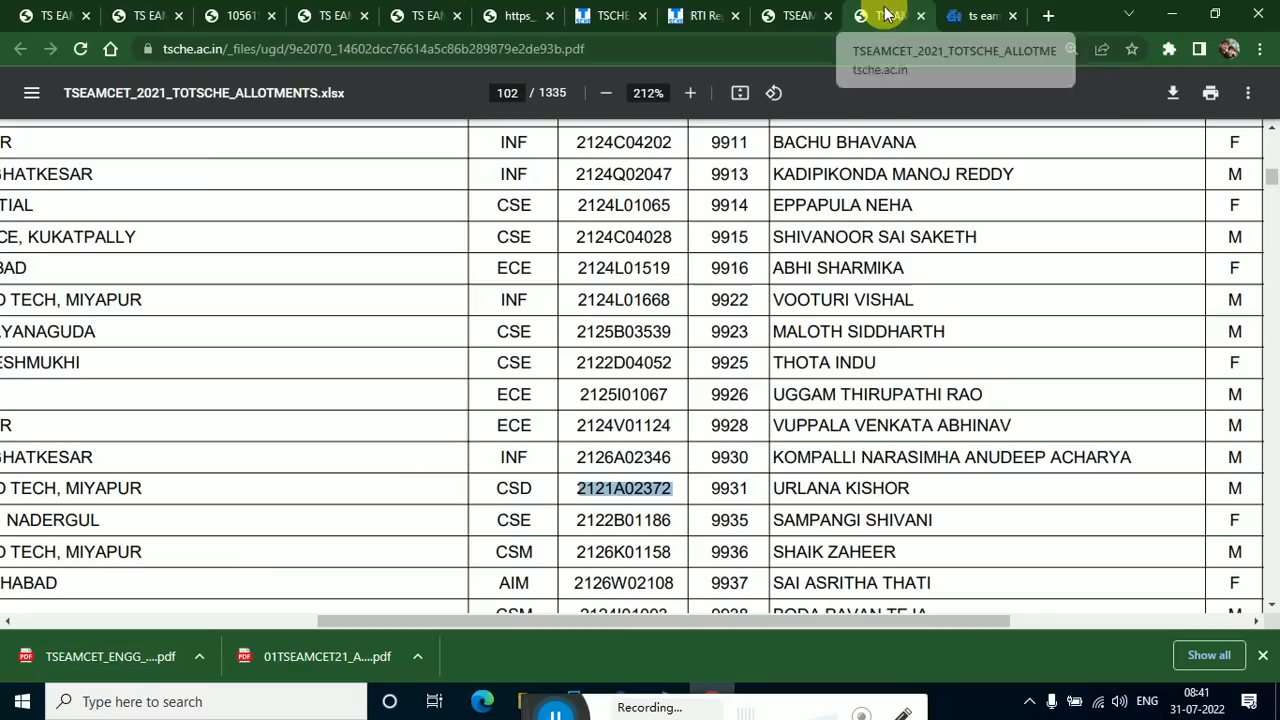 TS EAM
TS EAM
10561
TS EAM
TS EAM
https_
TSCHE
RTI Re
TSEAM
TSEAM
ts eam
tsche.ac.in/_files/ugd/9e2070_14602dcc76614a5c86b289879e2de93b.pdf
TSEAMCET_2021_TOTSCHE_ALLOTME
tsche.ac.in
TSEAMCET_2021_TOTSCHE_ALLOTMENTS.xlsx
102 / 1335
212%
R INF 2124C04202 9911 BACHU BHAVANA F
GHATKESAR INF 2124Q02047 9913 KADIPIKONDA MANOJ REDDY M
TIAL CSE 2124L01065 9914 EPPAPULA NEHA F
CE, KUKATPALLY CSE 2124C04028 9915 SHIVANOOR SAI SAKETH M
BAD ECE 2124L01519 9916 ABHI SHARMIKA F
D TECH, MIYAPUR INF 2124L01668 9922 VOOTURI VISHAL M
AYANAGUDA CSE 2125B03539 9923 MALOTH SIDDHARTH M
ESHMUKHI CSE 2122D04052 9925 THOTA INDU F
ECE 2125I01067 9926 UGGAM THIRUPATHI RAO M
R ECE 2124V01124 9928 VUPPALA VENKATA ABHINAV M
GHATKESAR INF 2126A02346 9930 KOMPALLI NARASIMHA ANUDEEP ACHARYA M
D TECH, MIYAPUR CSD 2121A02372 9931 URLANA KISHOR M
NADERGUL CSE 2122B01186 9935 SAMPANGI SHIVANI F
D TECH, MIYAPUR CSM 2126K01158 9936 SHAIK ZAHEER M
HABAD AIM 2126W02108 9937 SAI ASRITHA THATI F
TSEAMCET_ENGG_....pdf
01TSEAMCET21_A....pdf
Show all
Type here to search
Recording...
ENG
08:41
31-07-2022